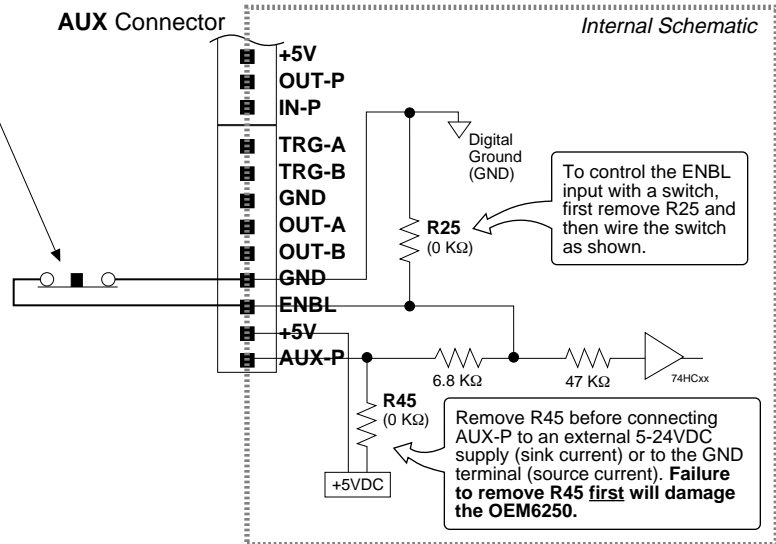 AUX Connector
Internal Schematic
+5V
OUT-P
IN-P
TRG-A
TRG-B
GND
OUT-A
OUT-B
GND
ENBL
+5V
AUX-P
Digital
Ground
(GND)
R25
(0 KΩ)
To control the ENBL
input with a switch,
first remove R25 and
then wire the switch
as shown.
6.8 KΩ
47 KΩ
74HCxx
R45
(0 KΩ)
+5VDC
Remove R45 before connecting
AUX-P to an external 5-24VDC
supply (sink current) or to the GND
terminal (source current). Failure
to remove R45 first will damage
the OEM6250.